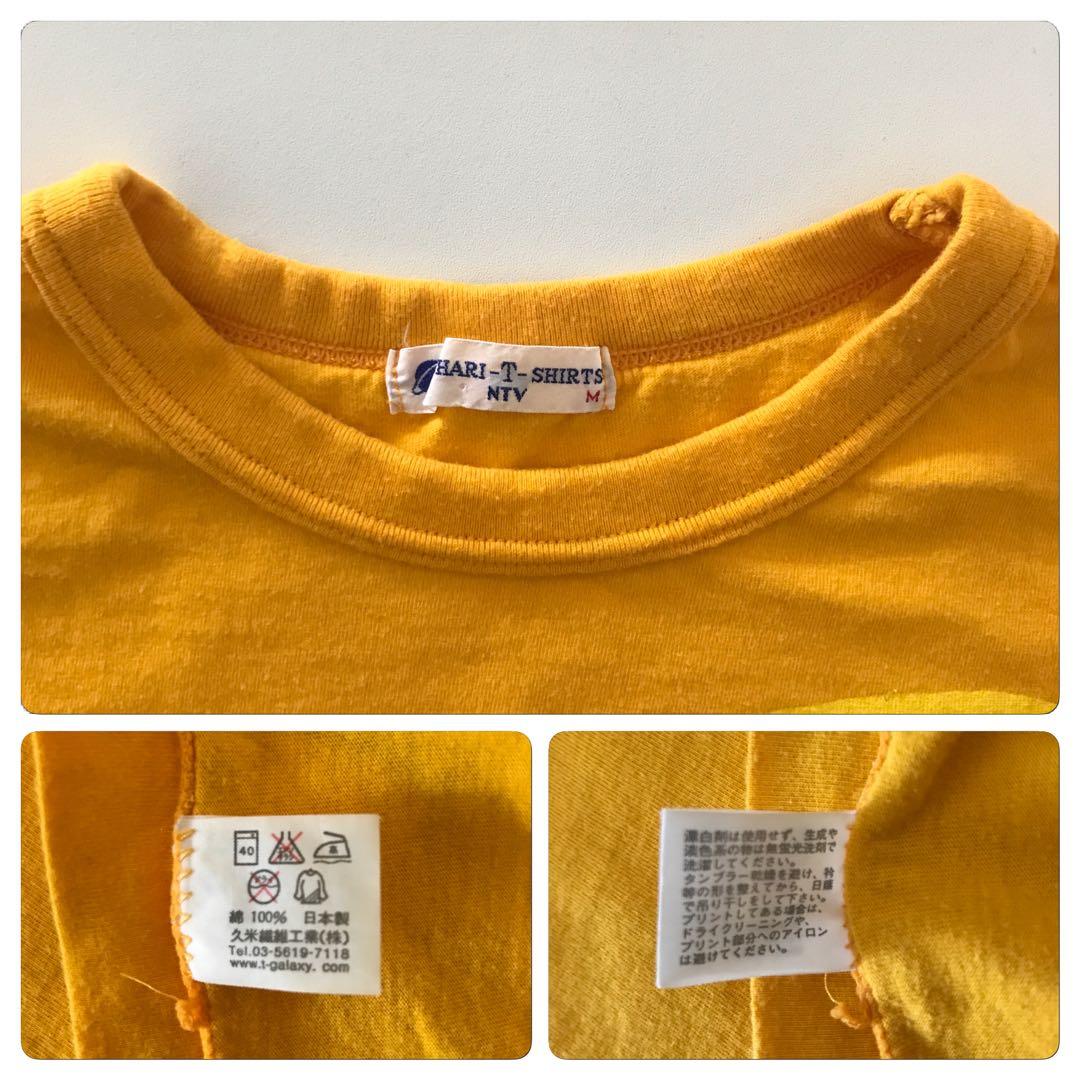 HARI-T-SHIRTS
NTV M
40
高
綿 100% 日本製
久米繊維工業(株)
Tel.03-5619-7118
www.t-galaxy.com
漂白剤は使用せず、生成や
淡色系の物は無蛍光洗剤で
洗濯してください。
タンブラー乾燥を避け、衿
等の形を整えてから、日蔭
で吊り干しをして下さい。
プリントしてある場合は、
ドライクリーニングや、
プリント部分へのアイロン
は避けてください。